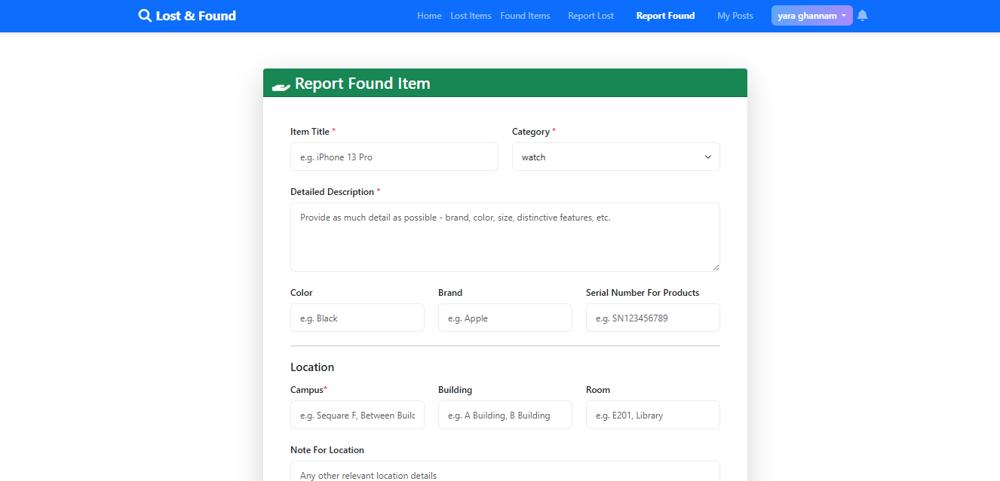 Lost & Found Home Lost Items Found Items Report Lost Report Found My Posts yara ghannam
Report Found Item
Item Title * Category *
e.g. iPhone 13 Pro watch
Detailed Description *
Provide as much detail as possible - brand, color, size, distinctive features, etc.
Color Brand Serial Number For Products
e.g. Black e.g. Apple e.g. SN123456789
Location
Campus* Building Room
e.g. Sequare F, Between Builc e.g. A Building, B Building e.g. E201, Library
Note For Location
Any other relevant location details